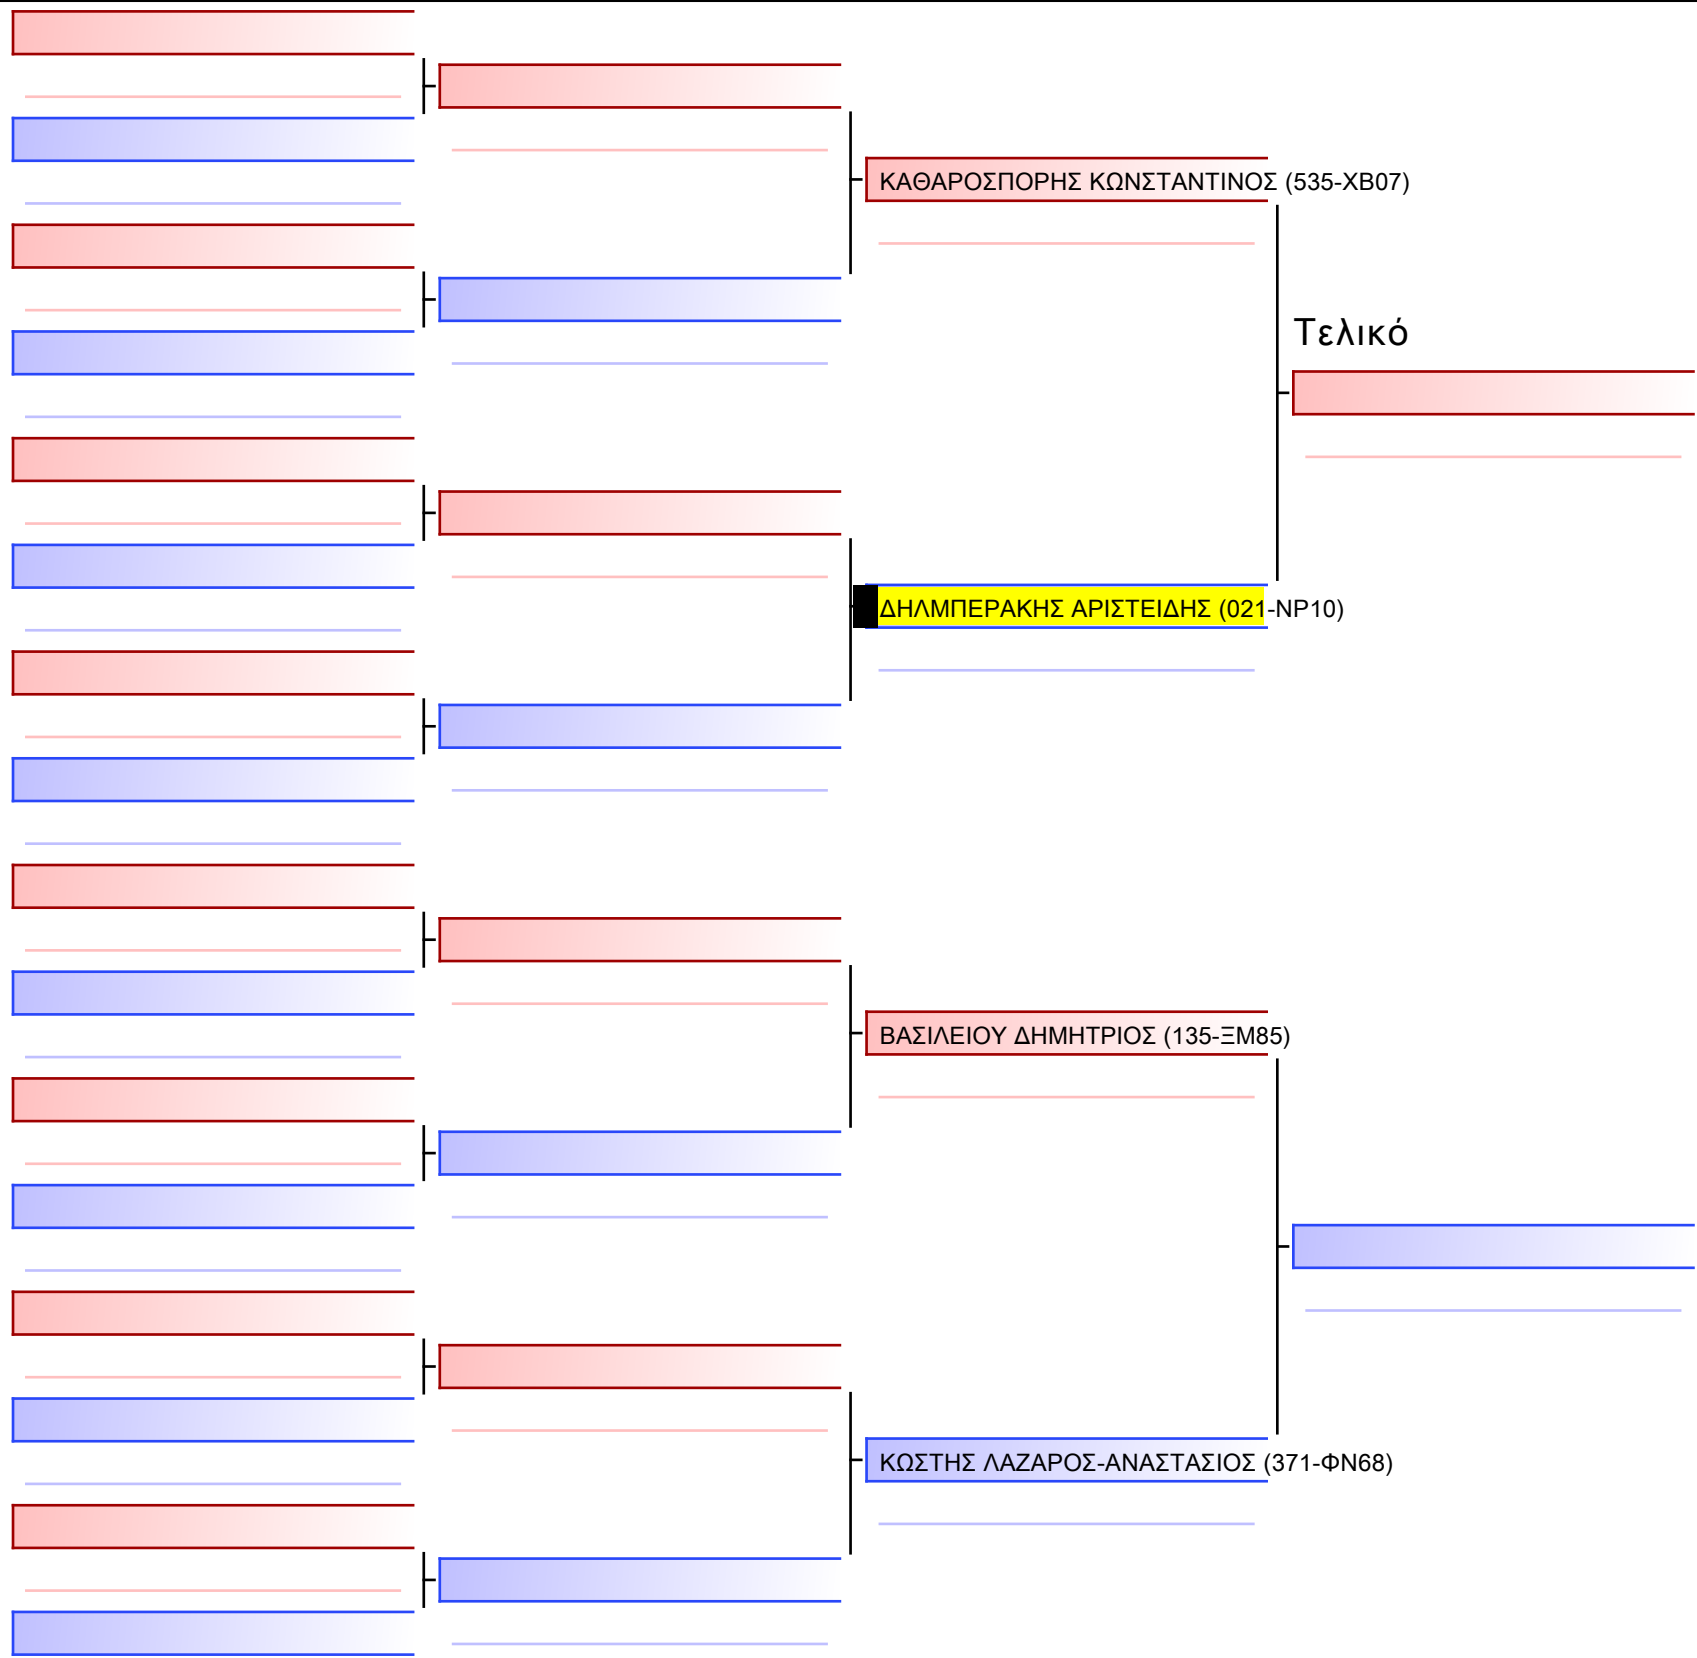 ΚΑΘΑΡΟΣΠΟΡΗΣ ΚΩΝΣΤΑΝΤΙΝΟΣ (535-ΧΒ07)
Τελικό
ΔΗΛΜΠΕΡΑΚΗΣ ΑΡΙΣΤΕΙΔΗΣ (021-ΝΡ10)
ΒΑΣΙΛΕΙΟΥ ΔΗΜΗΤΡΙΟΣ (135-ΞΜ85)
ΚΩΣΤΗΣ ΛΑΖΑΡΟΣ-ΑΝΑΣΤΑΣΙΟΣ (371-ΦΝ68)